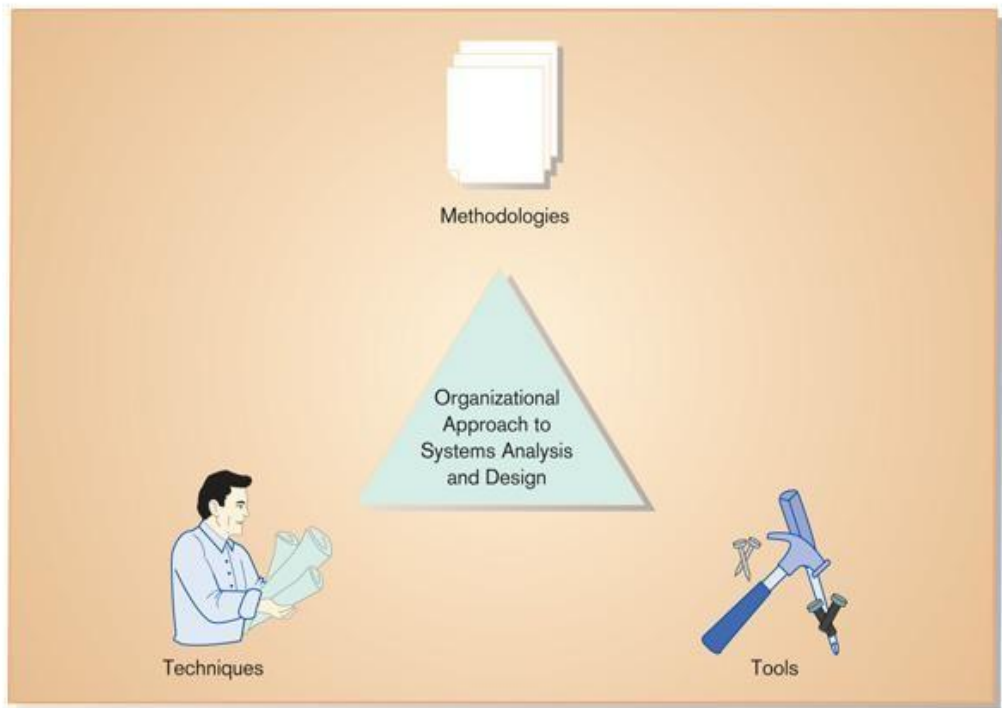 Methodologies
Organizational
Approach to
Systems Analysis
and Design
Techniques
Tools